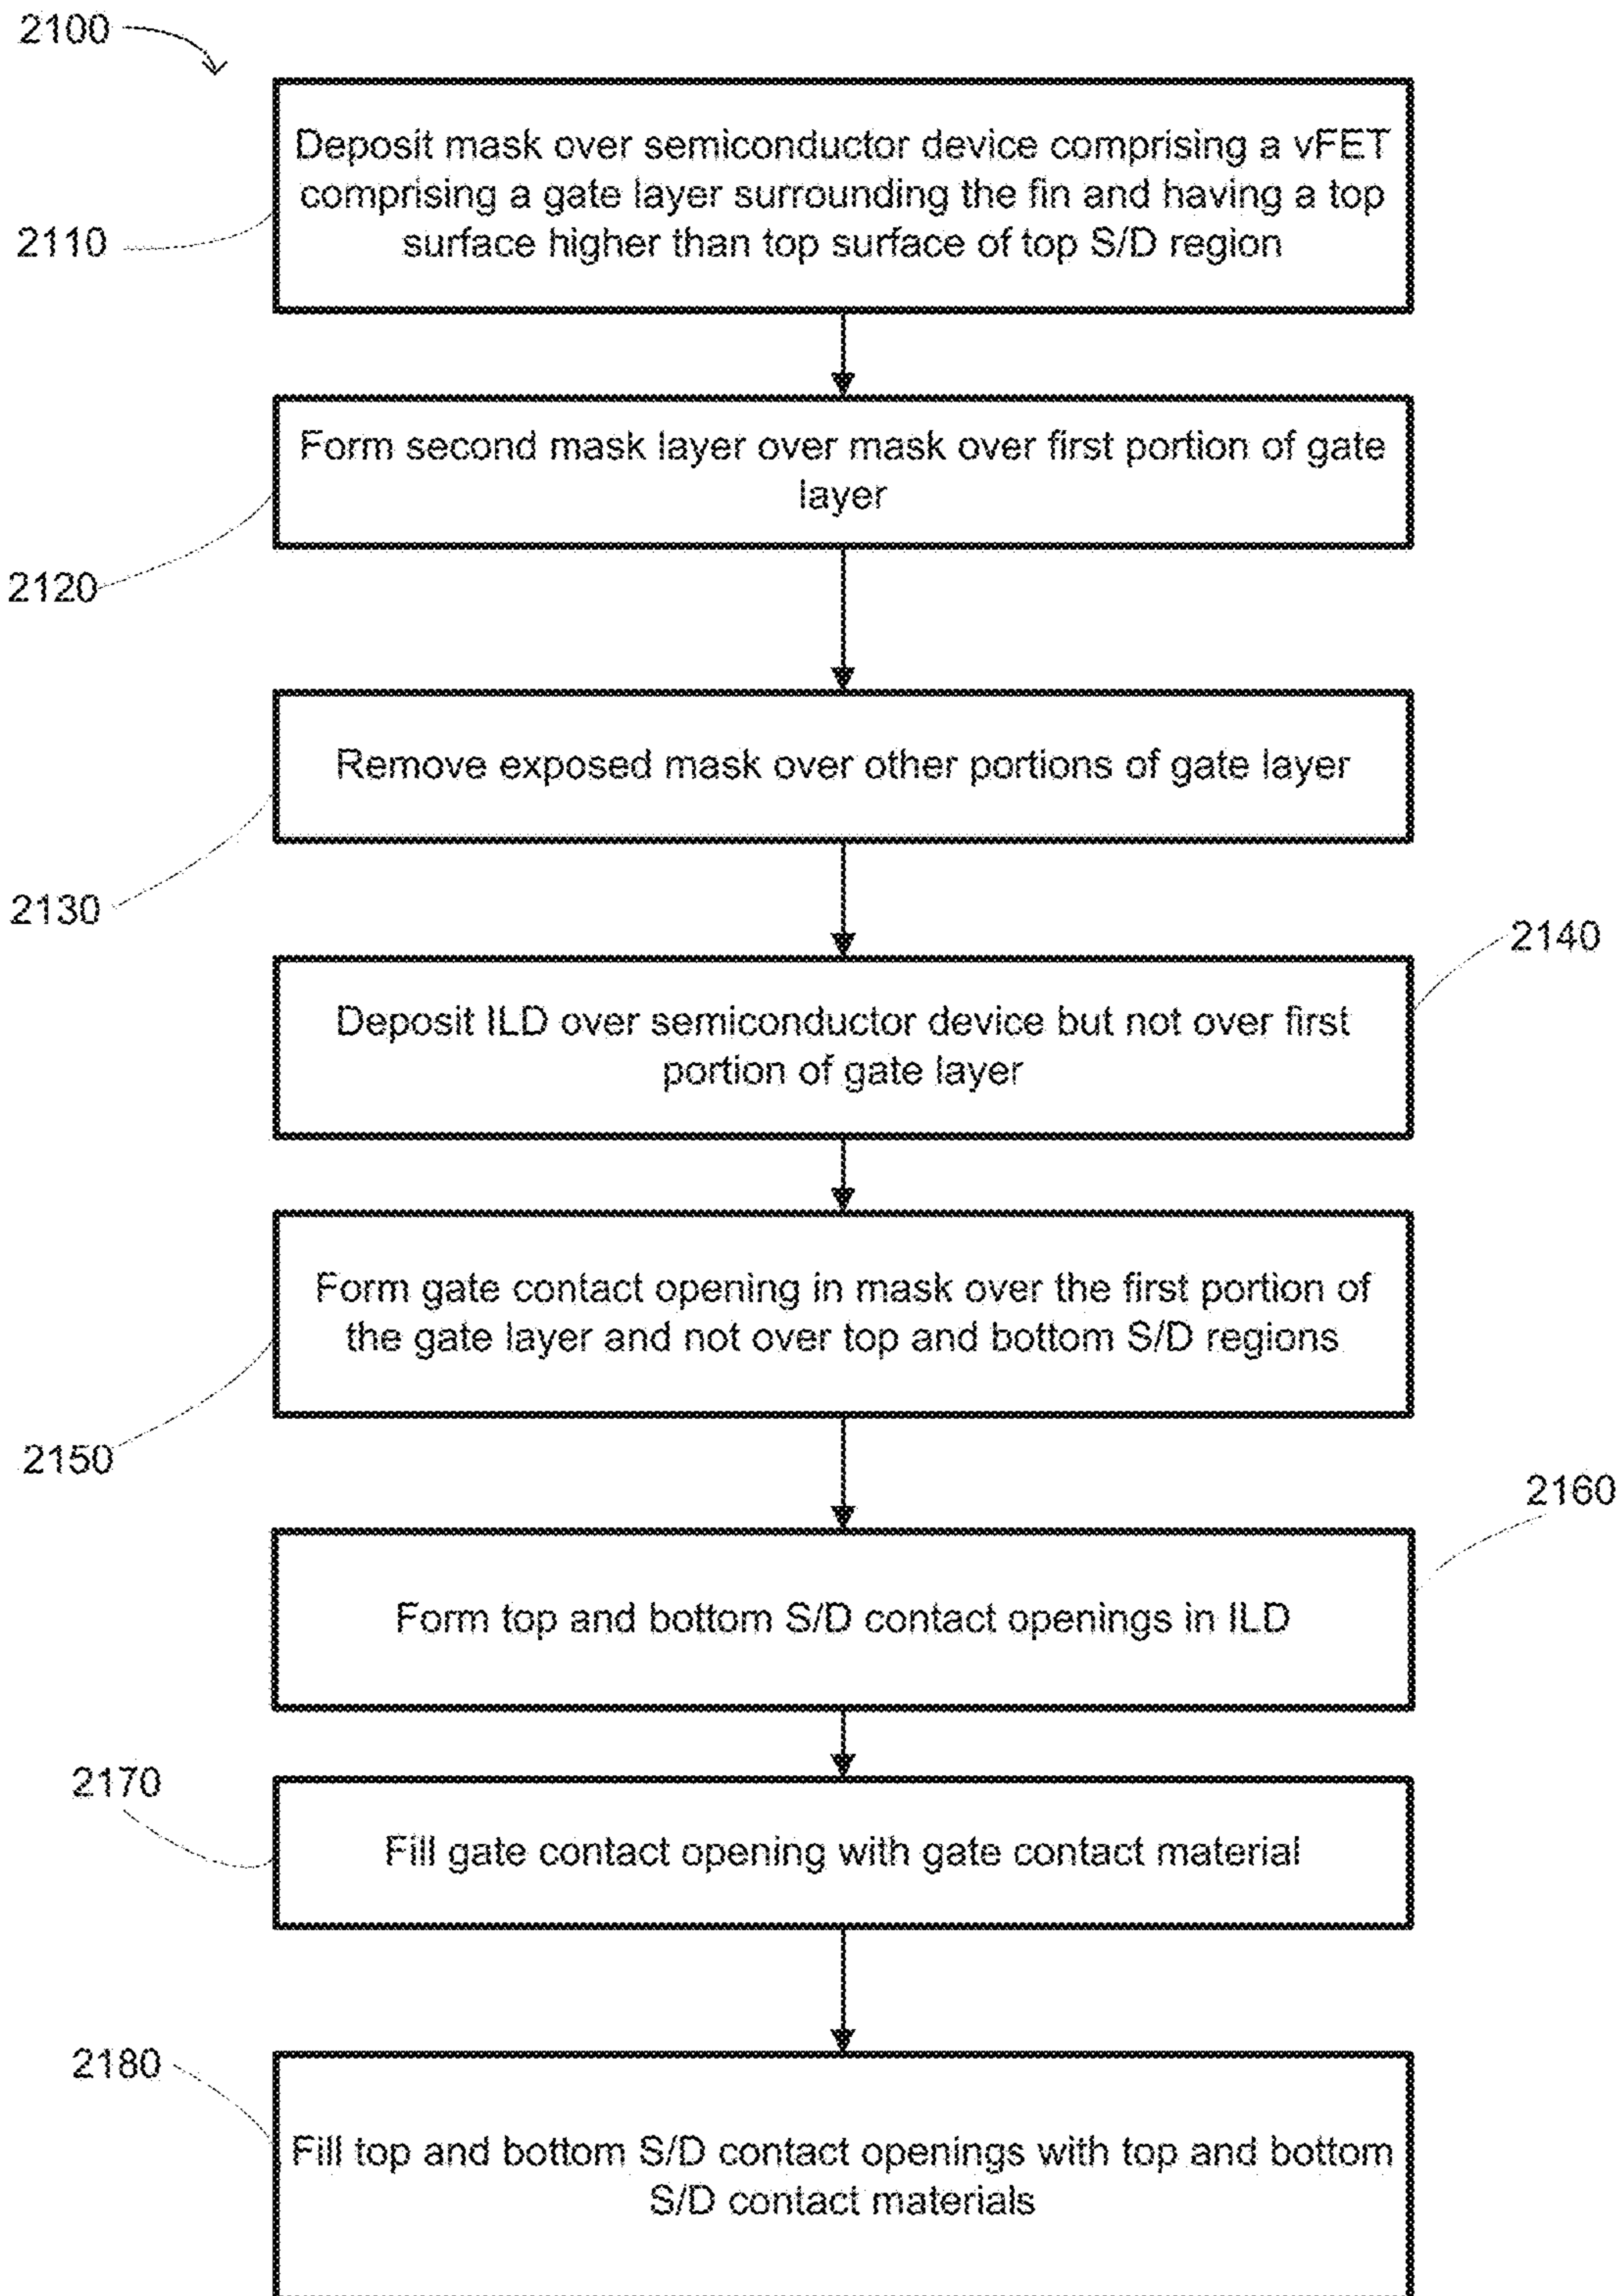 2100
Deposit mask over semiconductor device comprising a vFET
comprising a gate layer surrounding the fin and having a top
surface higher than top surface of top S/D region
2110
Form second mask layer over mask over first portion of gate
layer
2120
Remove exposed mask over other portions of gate layer
2130
2140
Deposit ILD over semiconductor device but not over first
portion of gate layer
Form gate contact opening in mask over the first portion of
the gate layer and not over top and bottom S/D regions
2150
2160
Form top and bottom S/D contact openings in ILD
2170
Fill gate contact opening with gate contact material
2180
Fill top and bottom S/D contact openings with top and bottom
S/D contact materials